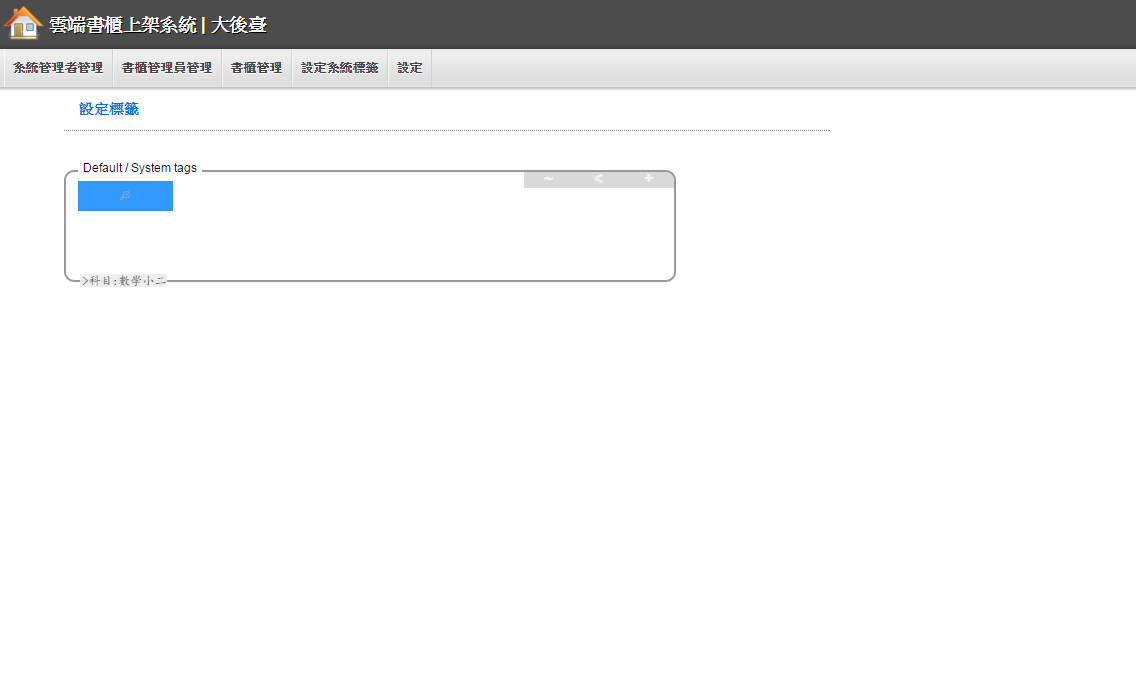 雲端書櫃上架系統 | 大後臺
系統管理者管理 書櫃管理員管理 書櫃管理 設定系統標籤 設定
設定標籤
Default / System tags
~ < +
>科目:數學小二